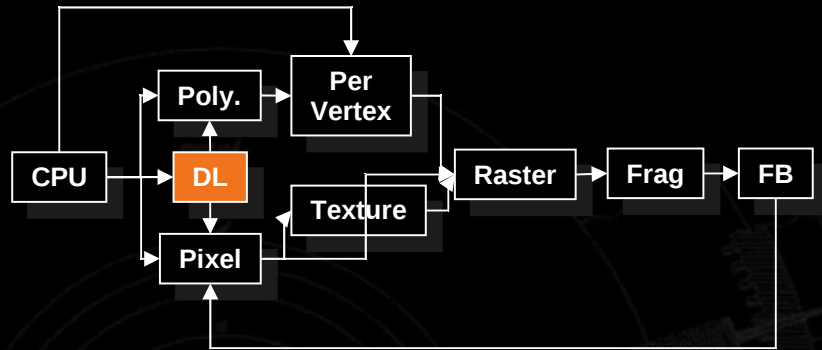 Per
Vertex
Poly.
CPU
DL
Raster
Frag
FB
Texture
Pixel